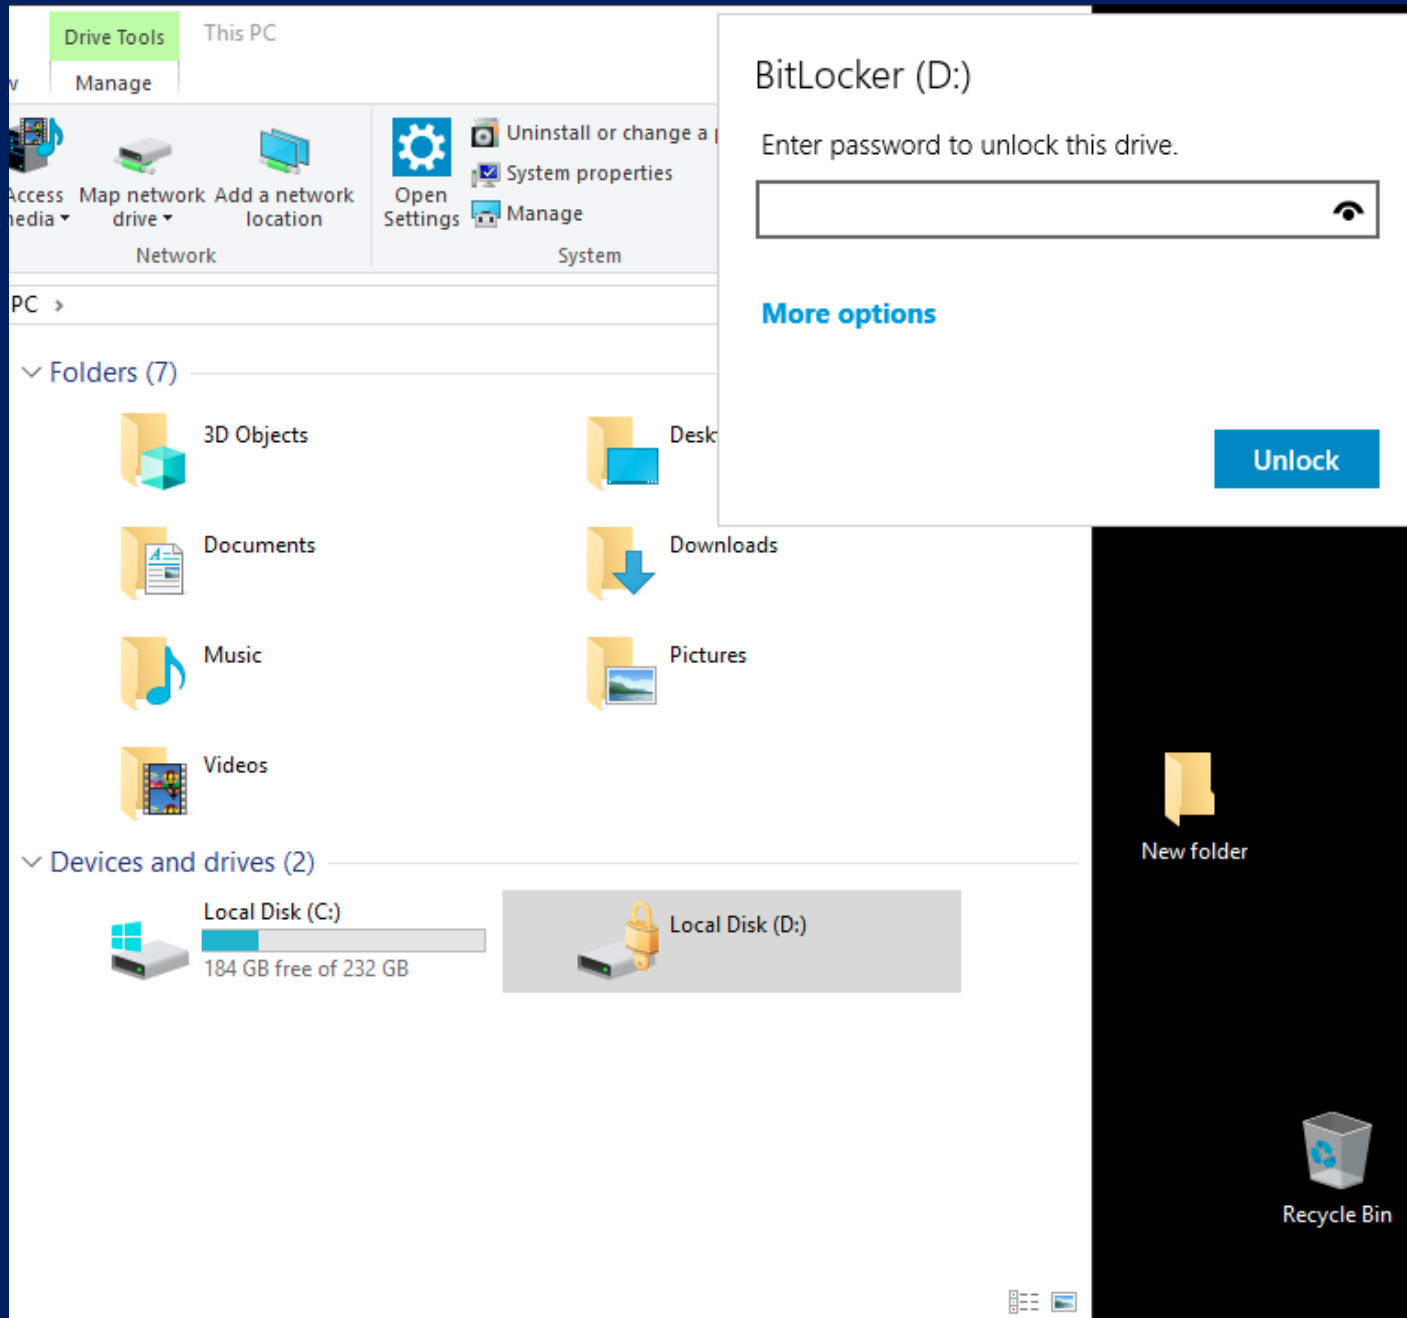 Drive Tools
This PC
Manage
Access media
Map network drive
Add a network location
Network
Open Settings
Uninstall or change a
System properties
Manage
System
PC
BitLocker (D:)
Enter password to unlock this drive.
More options
Unlock
Folders (7)
3D Objects
Desk
Documents
Downloads
Music
Pictures
Videos
Devices and drives (2)
Local Disk (C:)
184 GB free of 232 GB
Local Disk (D:)
New folder
Recycle Bin